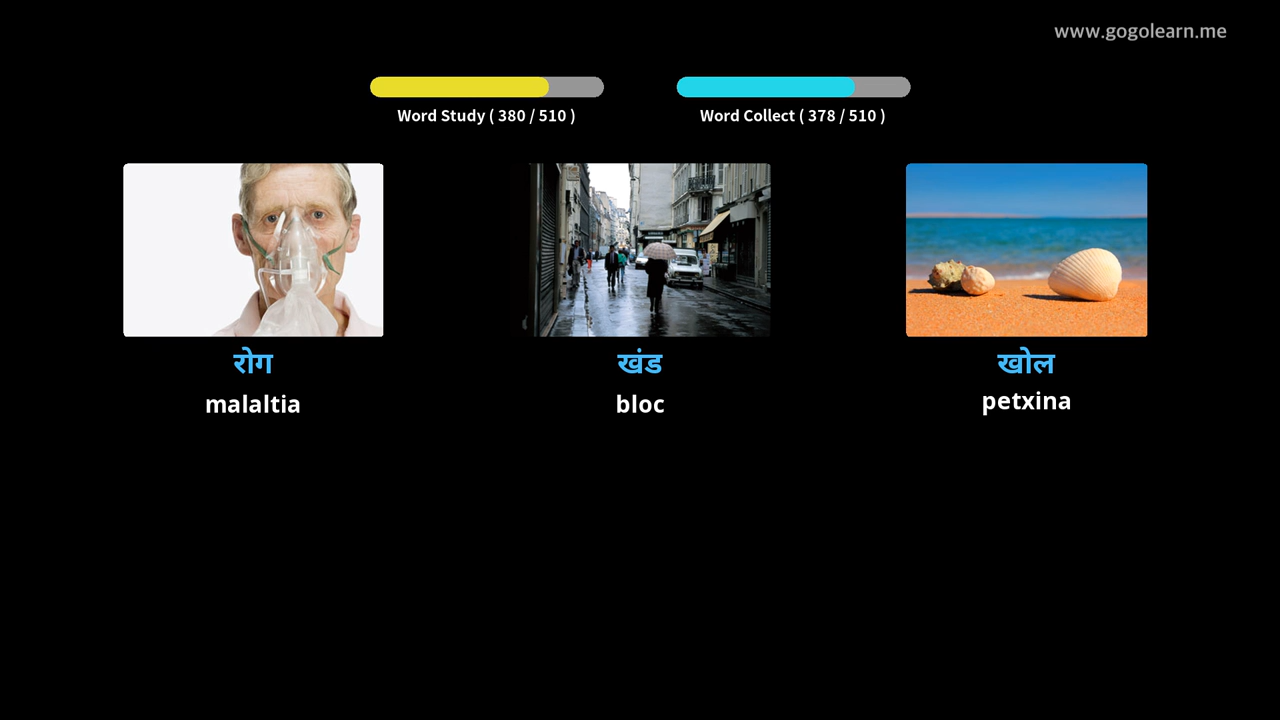 www.gogolearn.me
Word Study ( 380 / 510 )
Word Collect ( 378 / 510 )
रोग
खंड
खोल
malaltia
bloc
petxina